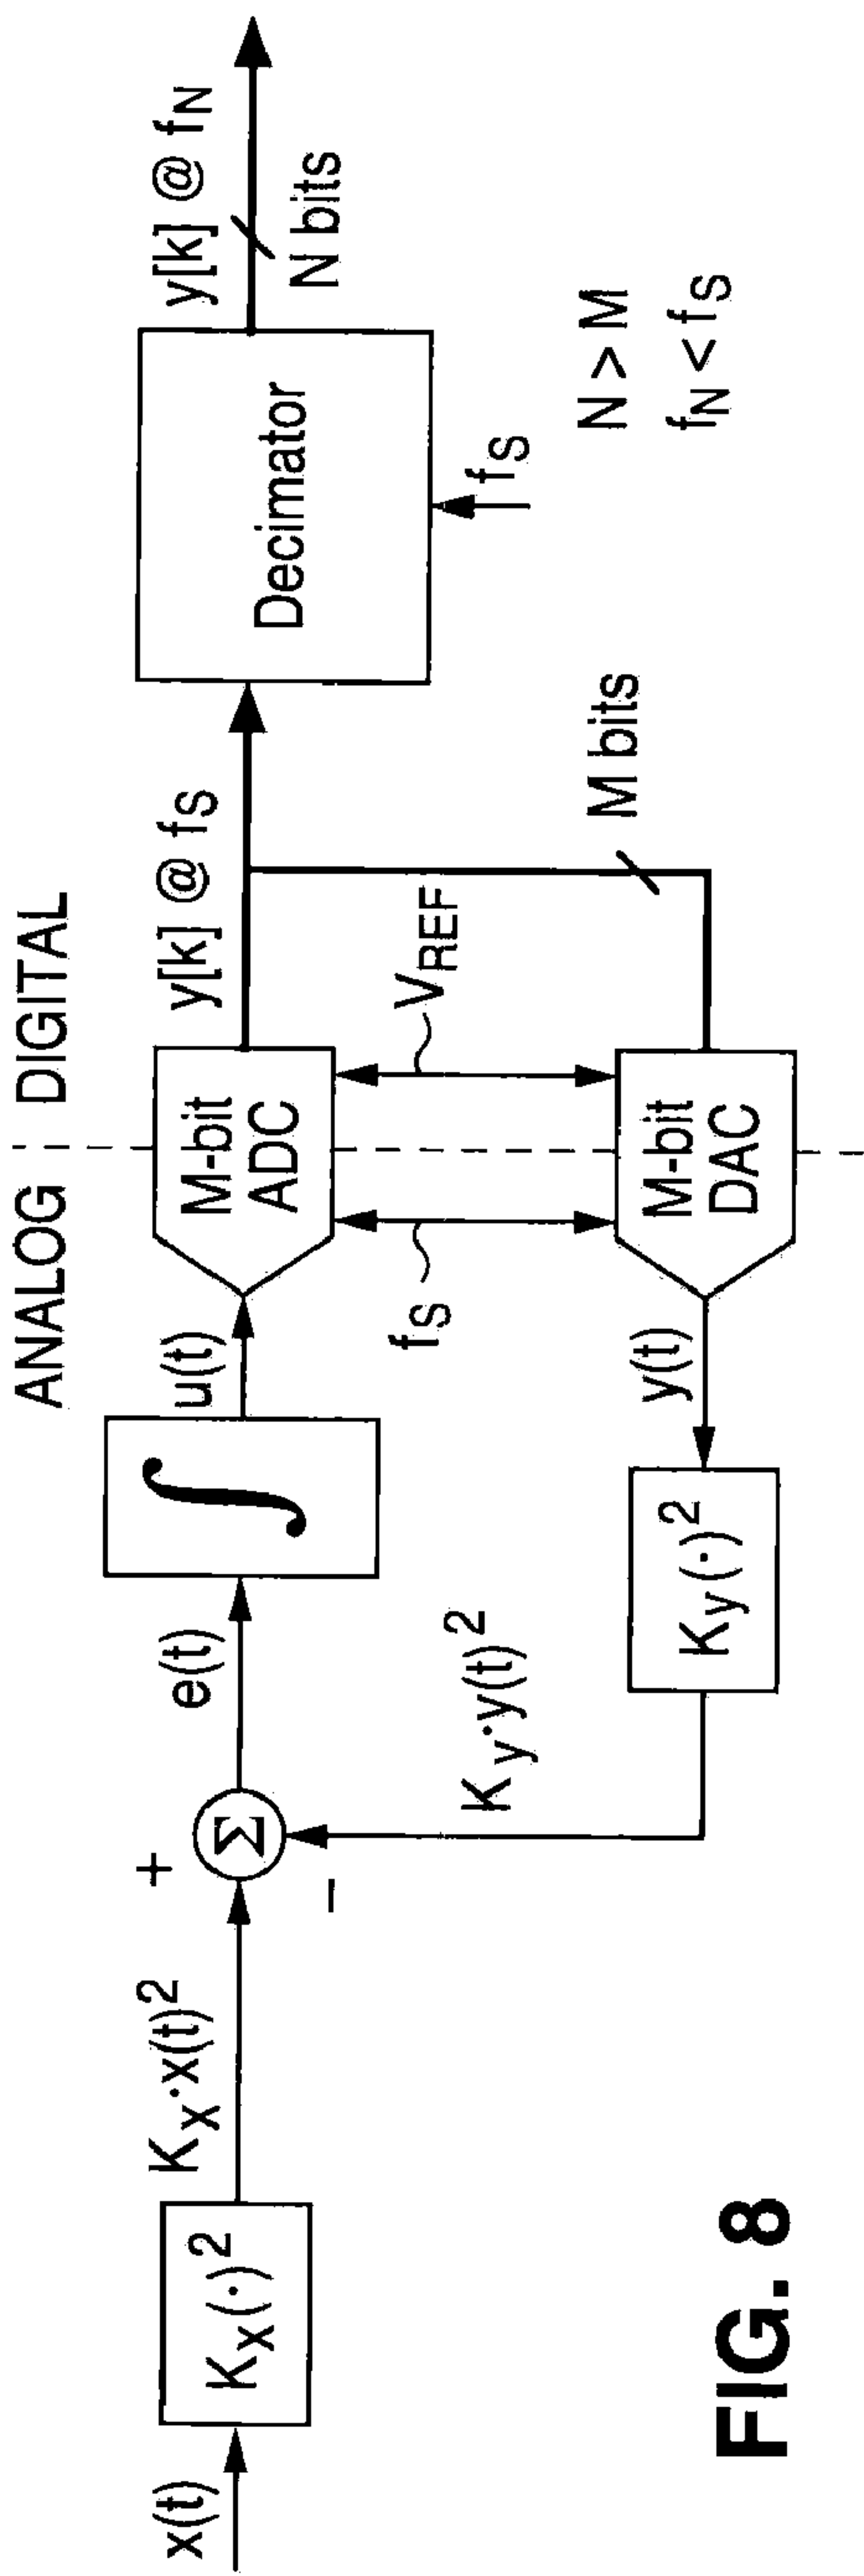 ANALOG
DIGITAL
x(t)
Kx(·)²
Kx·x(t)²
+
−
Σ
e(t)
∫
u(t)
M-bit
ADC
y[k] @ fS
Decimator
y[k] @ fN
N bits
fS
fS
VREF
M bits
N > M
fN < fS
M-bit
DAC
y(t)
Ky(·)²
Ky·y(t)²
FIG. 8